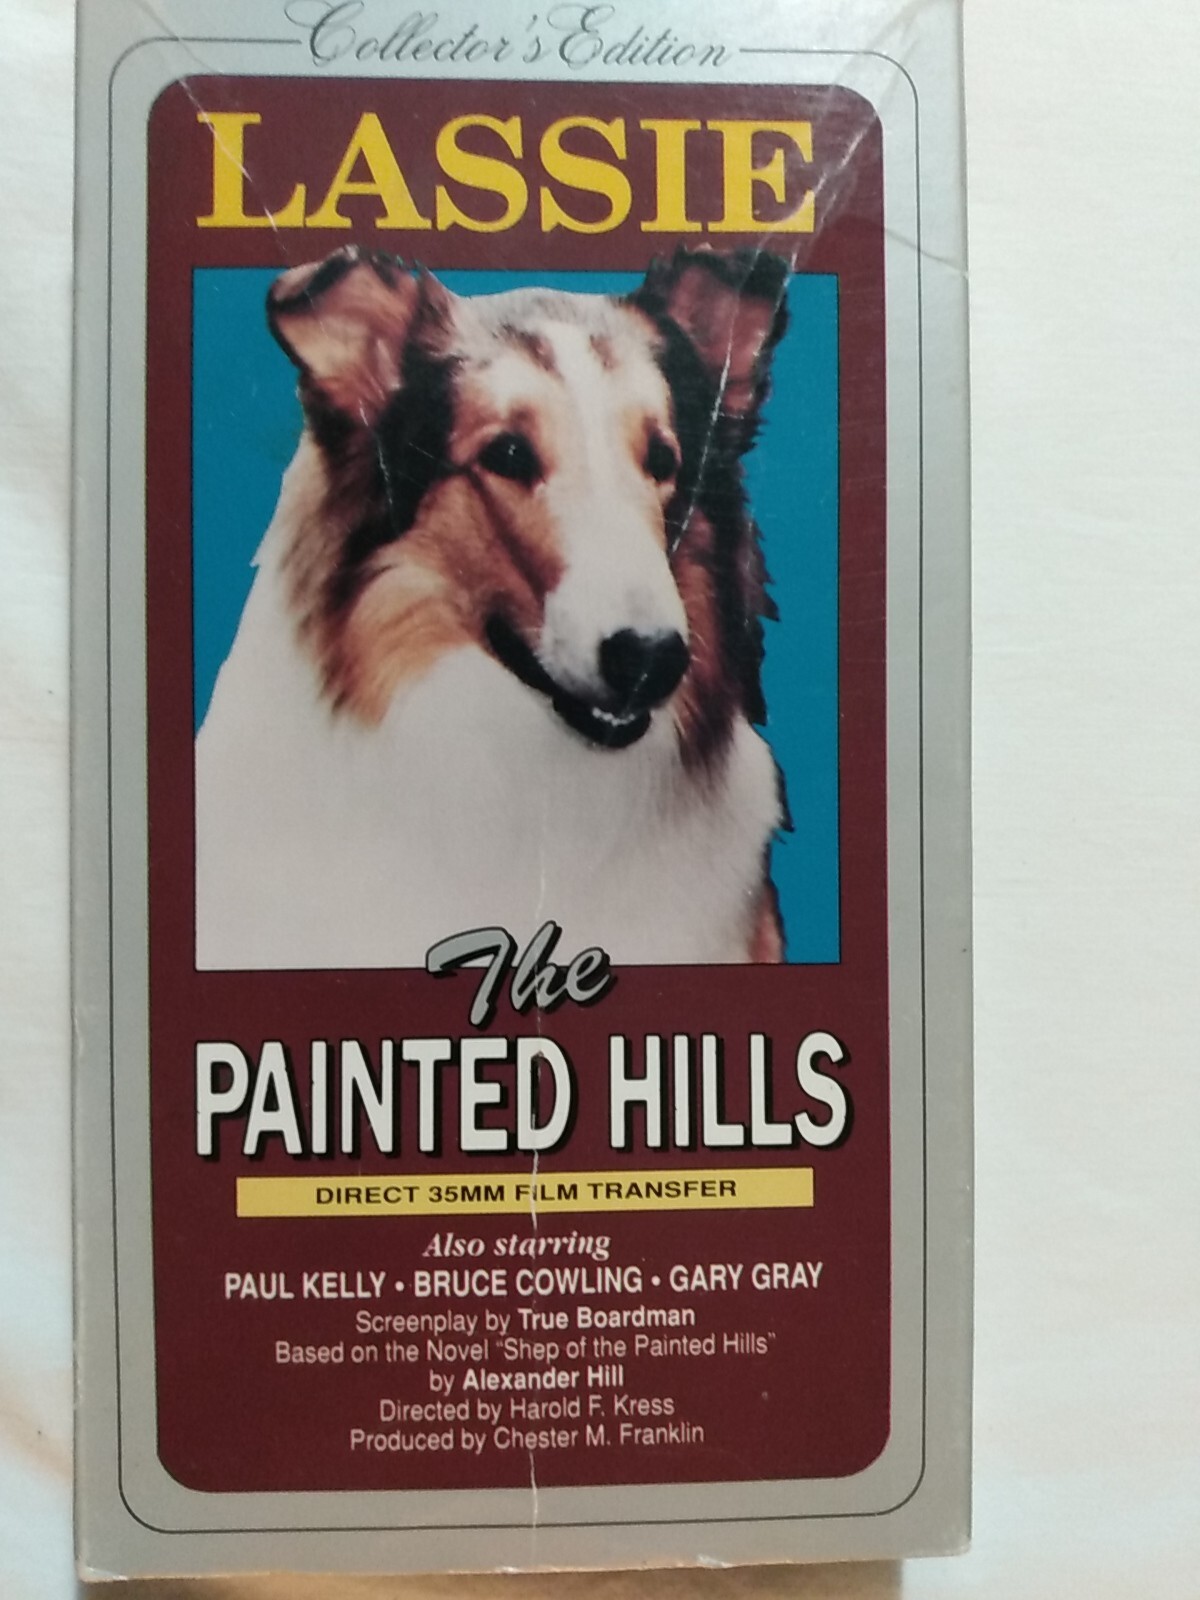 Collector's Edition
LASSIE
The
PAINTED HILLS
DIRECT 35MM FILM TRANSFER
Also starring
PAUL KELLY • BRUCE COWLING • GARY GRAY
Screenplay by True Boardman
Based on the Novel "Shep of the Painted Hills"
by Alexander Hill
Directed by Harold F. Kress
Produced by Chester M. Franklin